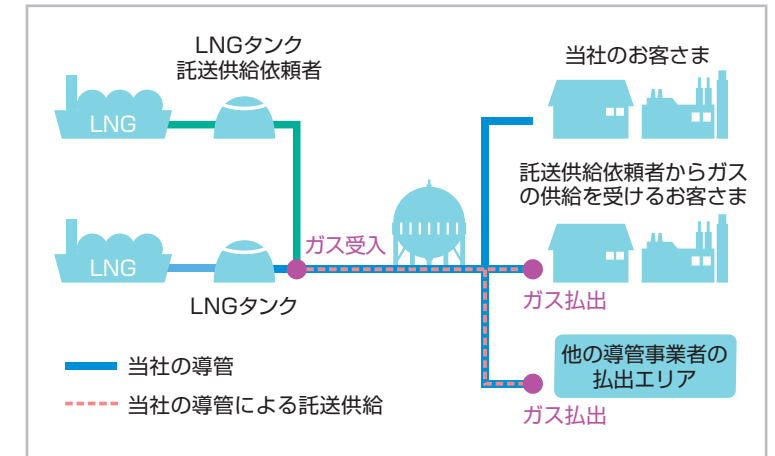 LNGタンク
託送供給依頼者
当社のお客さま
LNG
託送供給依頼者からガス
の供給を受けるお客さま
ガス受入
LNG
LNGタンク
ガス払出
当社の導管
他の導管事業者の
払出エリア
当社の導管による託送供給
ガス払出